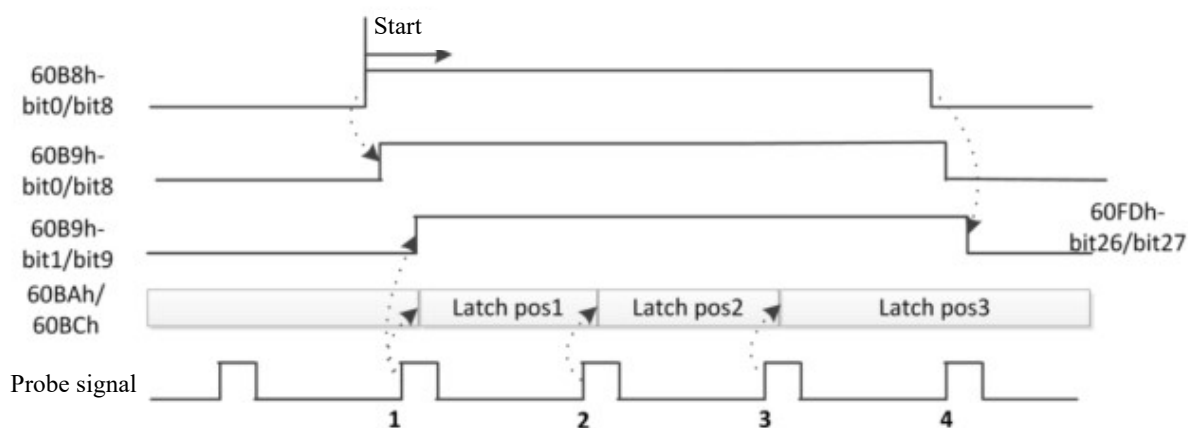 Start
60B8h-
bit0/bit8
60B9h-
bit0/bit8
60B9h-
bit1/bit9
60FDh-
bit26/bit27
60BAh/
60BCh
Latch pos1
Latch pos2
Latch pos3
Probe signal
1
2
3
4